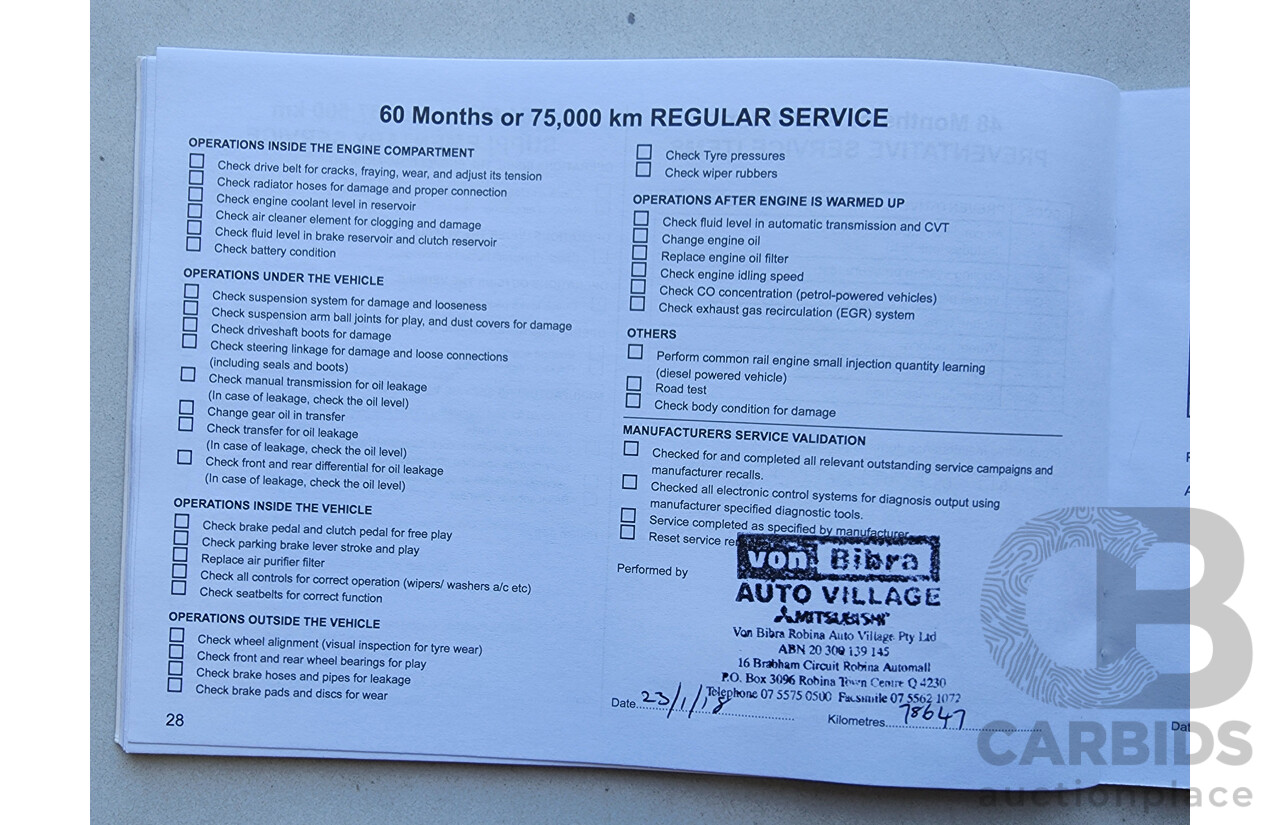 60 Months or 75,000 km REGULAR SERVICE
OPERATIONS INSIDE THE ENGINE COMPARTMENT
Check drive belt for cracks, fraying, wear, and adjust its tension
Check radiator hoses for damage and proper connection
Check engine coolant level in reservoir
Check air cleaner element for clogging and damage
Check fluid level in brake reservoir and clutch reservoir
Check battery condition
OPERATIONS UNDER THE VEHICLE
Check suspension system for damage and looseness
Check suspension arm ball joints for play, and dust covers for damage
Check driveshaft boots for damage
Check steering linkage for damage and loose connections
(including seals and boots)
Check manual transmission for oil leakage
(In case of leakage, check the oil level)
Change gear oil in transfer
Check transfer for oil leakage
(In case of leakage, check the oil level)
Check front and rear differential for oil leakage
(In case of leakage, check the oil level)
OPERATIONS INSIDE THE VEHICLE
Check brake pedal and clutch pedal for free play
Check parking brake lever stroke and play
Replace air purifier filter
Check all controls for correct operation (wipers/ washers a/c etc)
Check seatbelts for correct function
OPERATIONS OUTSIDE THE VEHICLE
Check wheel alignment (visual inspection for tyre wear)
Check front and rear wheel bearings for play
Check brake hoses and pipes for leakage
Check brake pads and discs for wear
28
Check Tyre pressures
Check wiper rubbers
OPERATIONS AFTER ENGINE IS WARMED UP
Check fluid level in automatic transmission and CVT
Change engine oil
Replace engine oil filter
Check engine idling speed
Check CO concentration (petrol-powered vehicles)
Check exhaust gas recirculation (EGR) system
OTHERS
Perform common rail engine small injection quantity learning
(diesel powered vehicle)
Road test
Check body condition for damage
MANUFACTURERS SERVICE VALIDATION
Checked for and completed all relevant outstanding service campaigns and
manufacturer recalls.
Checked all electronic control systems for diagnosis output using
manufacturer specified diagnostic tools.
Service completed as specified by manufacturer
Reset service
Performed by
von Bibra
AUTO VILLAGE
MITSUBISHI
Von Bibra Robina Auto Village Pty Ltd
ABN 20 300 139 145
16 Brabham Circuit Robina Automall
P.O. Box 3096 Robina Town Centre Q 4230
Telephone 07 5575 0500 Facsimile 07 5562 1072
Date 23/1/18
Kilometres 78647
CB
CARBIDS
auctionplace